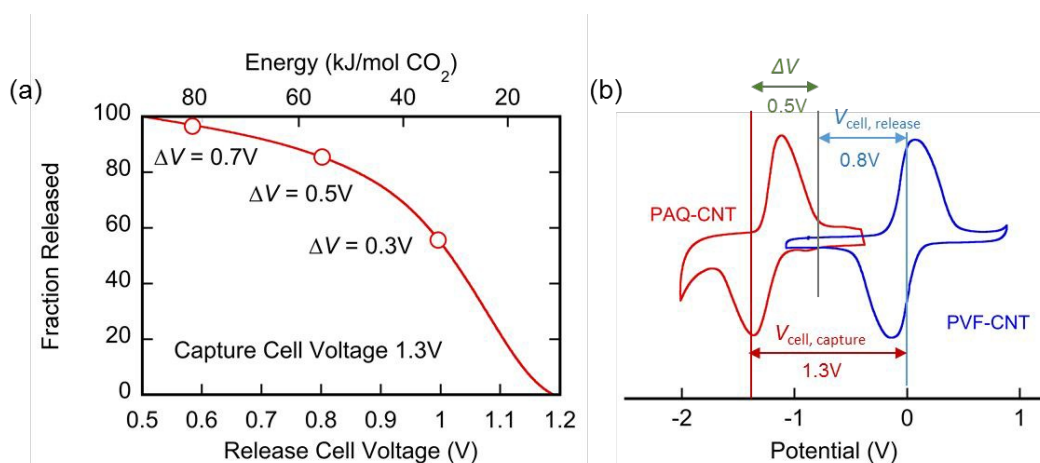 (a)
Energy (kJ/mol CO₂)
80 60 40 20
Fraction Released
100
80
60
40
20
0
ΔV = 0.7V
ΔV = 0.5V
ΔV = 0.3V
Capture Cell Voltage 1.3V
0.5 0.6 0.7 0.8 0.9 1 1.1 1.2
Release Cell Voltage (V)
(b)
ΔV
0.5V
V cell, release
0.8V
PAQ-CNT
PVF-CNT
V cell, capture
1.3V
-2 -1 0 1
Potential (V)